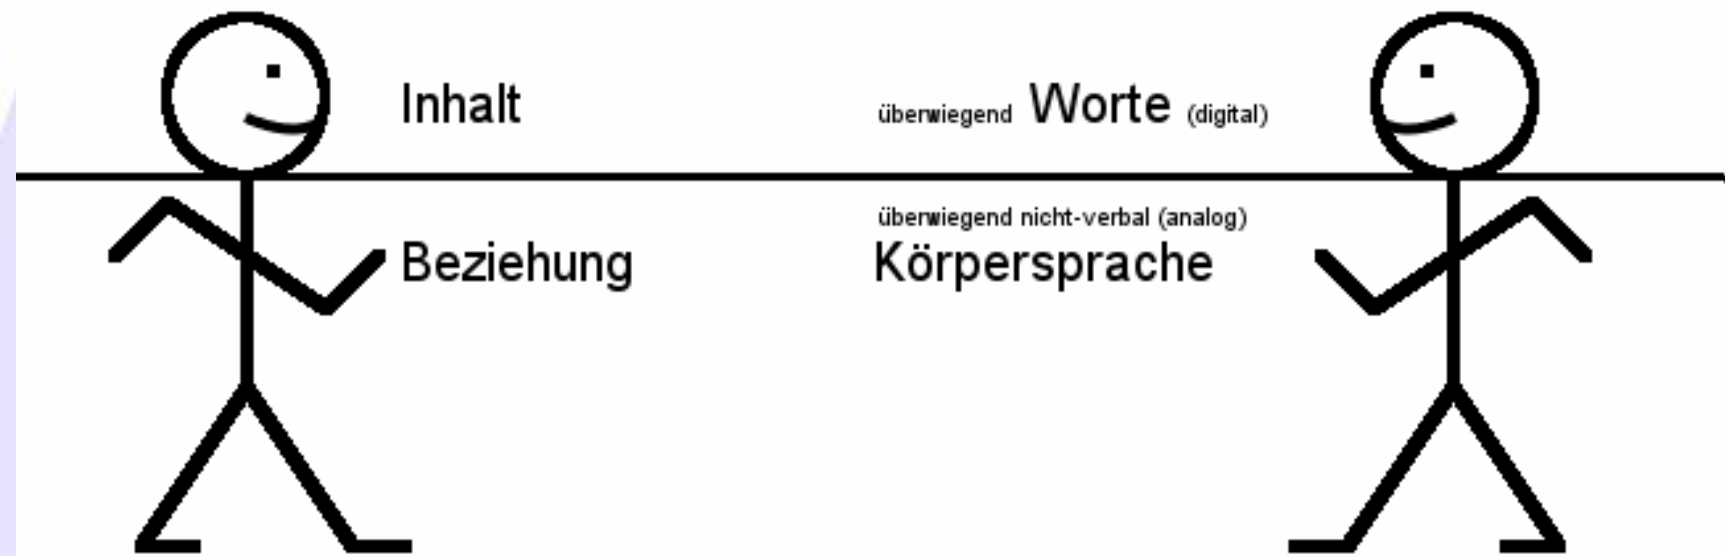 Inhalt
überwiegend Worte (digital)
überwiegend nicht-verbal (analog)
Beziehung
Körpersprache